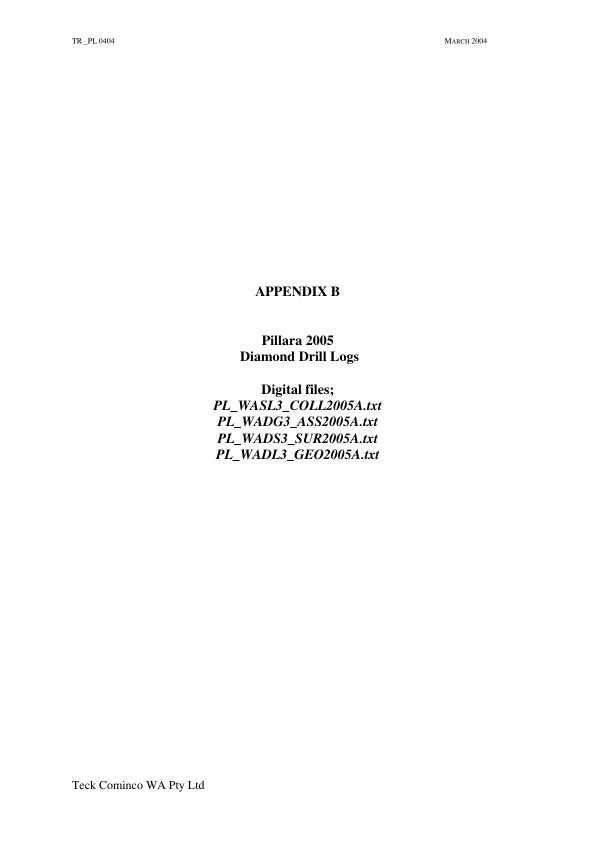 TR _PL 0404 MARCH 2004
APPENDIX B
Pillara 2005
Diamond Drill Logs
Digital files;
PL_WASL3_COLL2005A.txt
PL_WADG3_ASS2005A.txt
PL_WADS3_SUR2005A.txt
PL_WADL3_GEO2005A.txt
Teck Cominco WA Pty Ltd